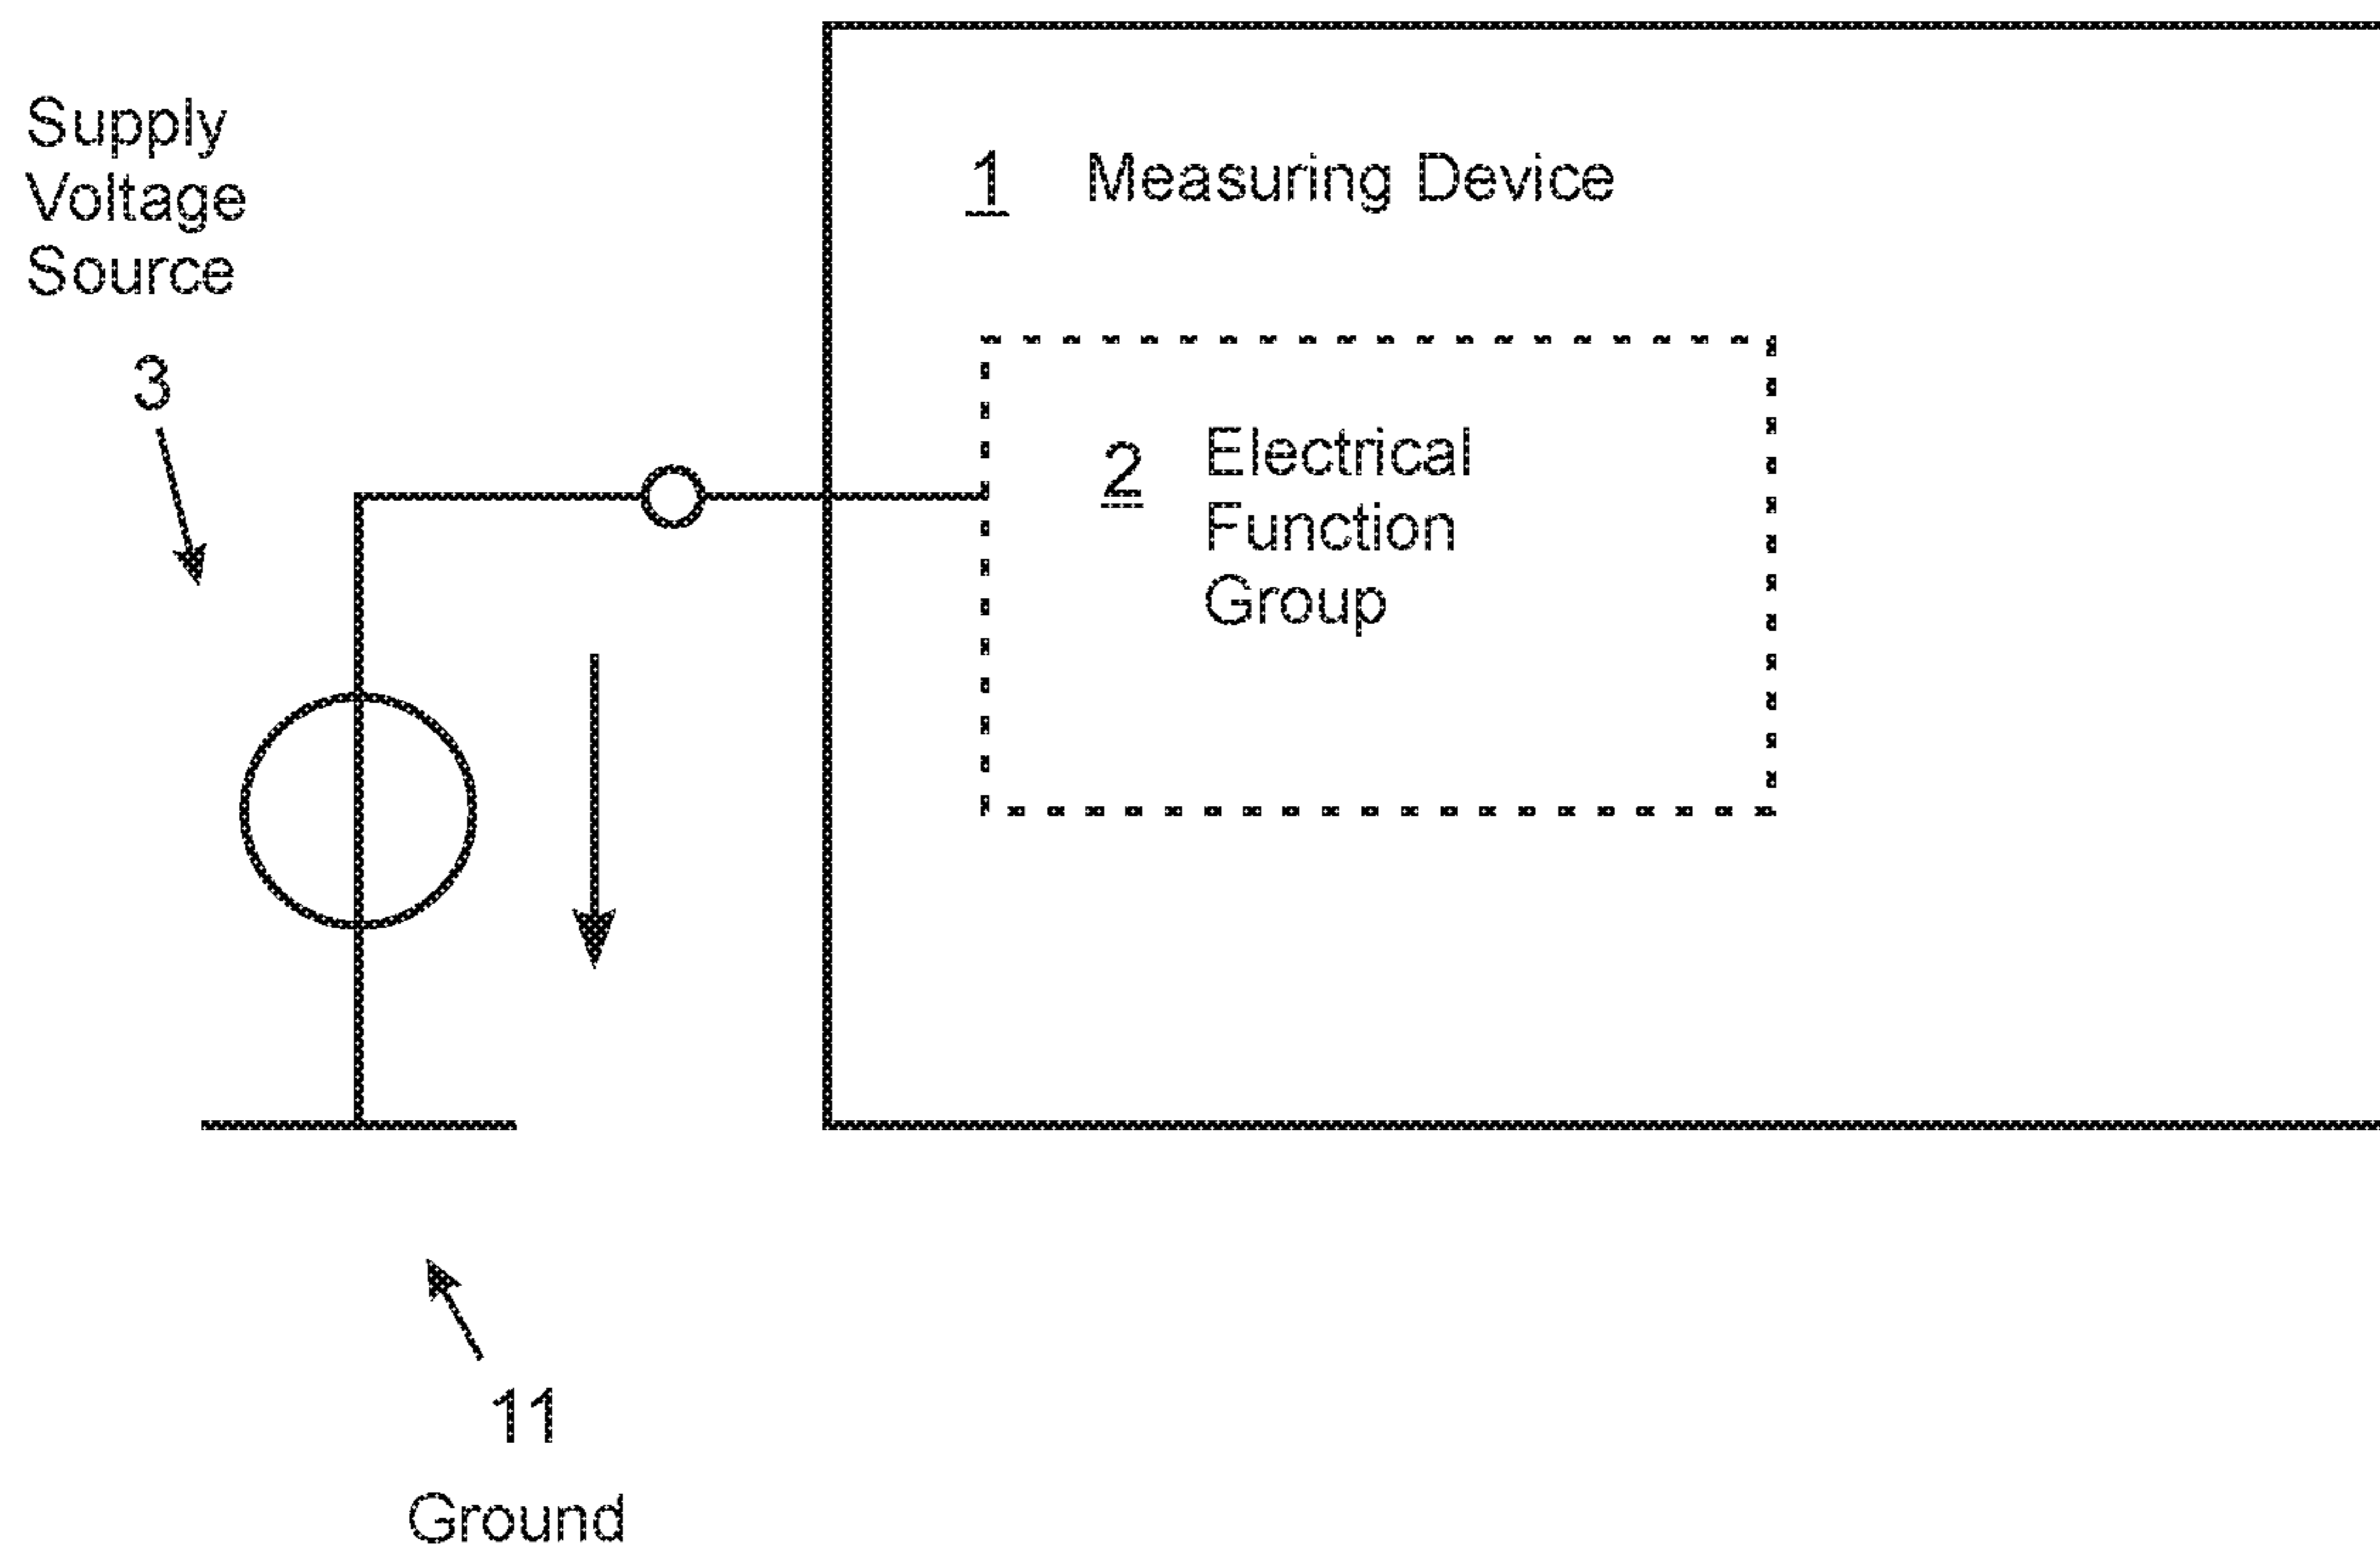 Supply
Voltage
Source
3
1 Measuring Device
2 Electrical
Function
Group
11
Ground